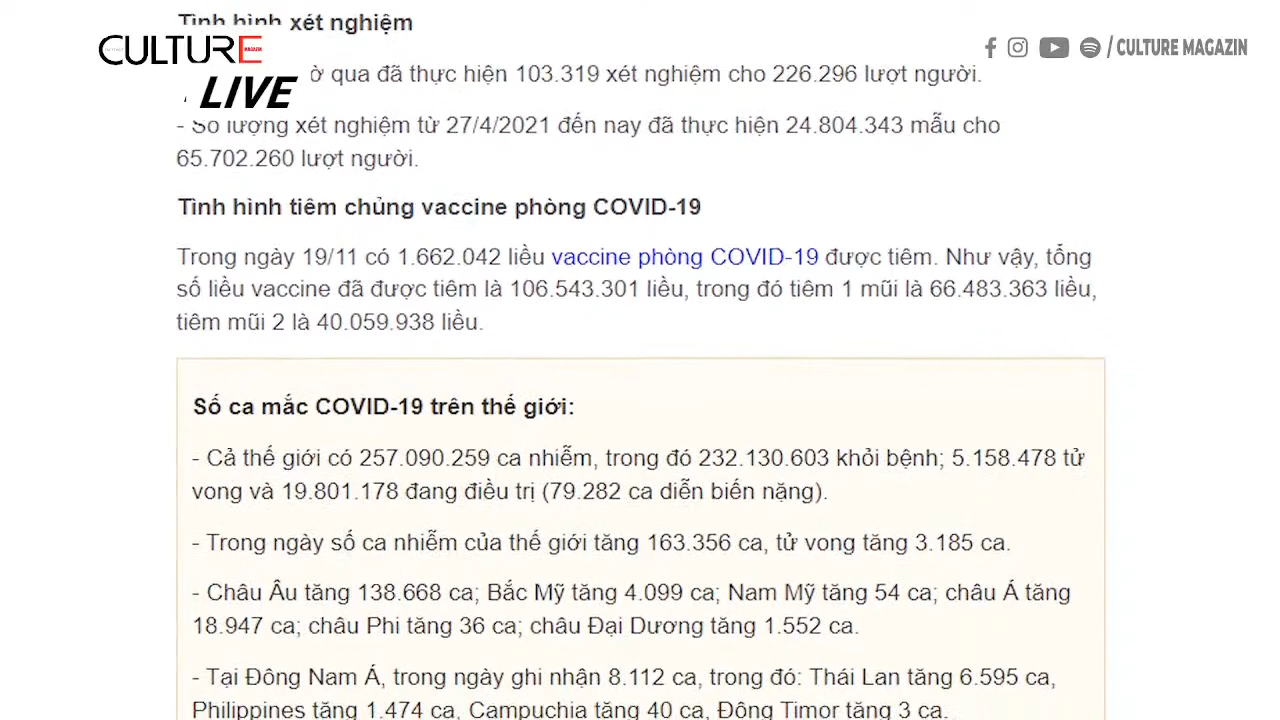 Tình hình xét nghiệm
CULTURE MAGAZIN
LIVE
/ CULTURE MAGAZIN
ờ qua đã thực hiện 103.319 xét nghiệm cho 226.296 lượt người.
- Số lượng xét nghiệm từ 27/4/2021 đến nay đã thực hiện 24.804.343 mẫu cho
65.702.260 lượt người.
Tình hình tiêm chủng vaccine phòng COVID-19
Trong ngày 19/11 có 1.662.042 liều vaccine phòng COVID-19 được tiêm. Như vậy, tổng
số liều vaccine đã được tiêm là 106.543.301 liều, trong đó tiêm 1 mũi là 66.483.363 liều,
tiêm mũi 2 là 40.059.938 liều.
Số ca mắc COVID-19 trên thế giới:
- Cả thế giới có 257.090.259 ca nhiễm, trong đó 232.130.603 khỏi bệnh; 5.158.478 tử
vong và 19.801.178 đang điều trị (79.282 ca diễn biến nặng).
- Trong ngày số ca nhiễm của thế giới tăng 163.356 ca, tử vong tăng 3.185 ca.
- Châu Âu tăng 138.668 ca; Bắc Mỹ tăng 4.099 ca; Nam Mỹ tăng 54 ca; châu Á tăng
18.947 ca; châu Phi tăng 36 ca; châu Đại Dương tăng 1.552 ca.
- Tại Đông Nam Á, trong ngày ghi nhận 8.112 ca, trong đó: Thái Lan tăng 6.595 ca,
Philippines tăng 1.474 ca, Campuchia tăng 40 ca, Đông Timor tăng 3 ca.